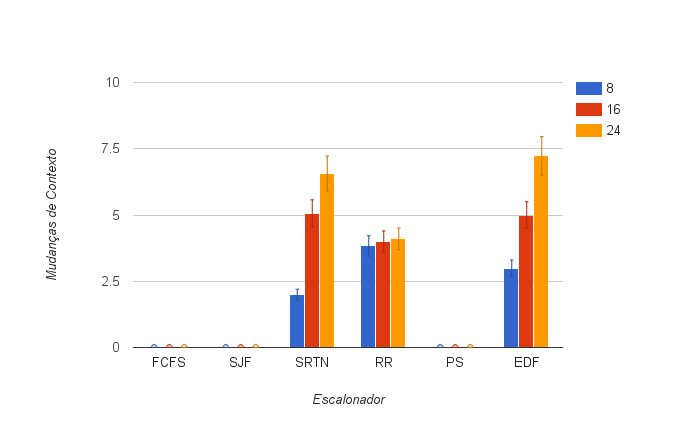 10
7.5
5
2.5
0
Mudanças de Contexto
FCFS SJF SRTN RR PS EDF
Escalonador
8
16
24